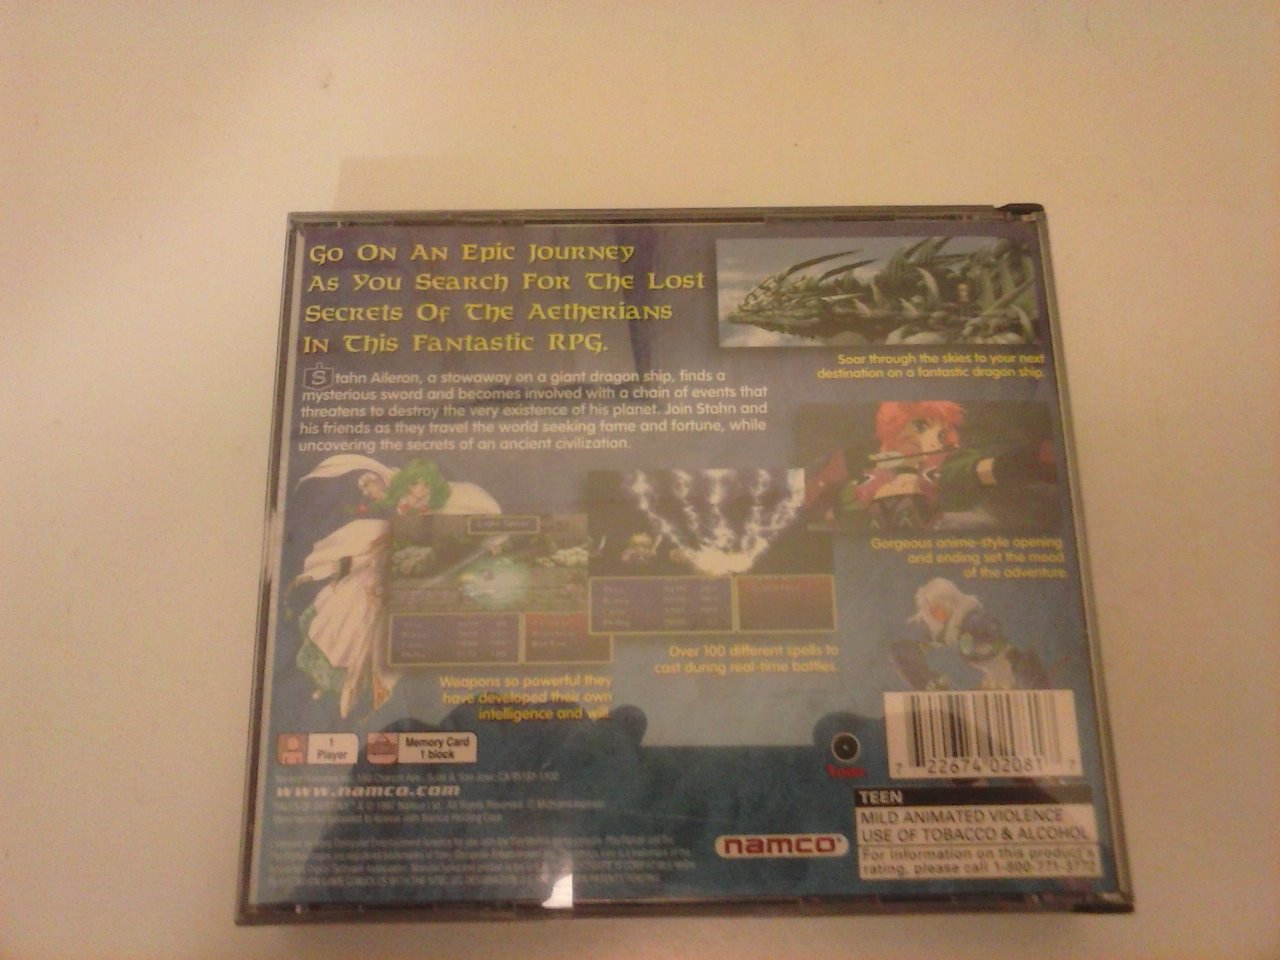 Go On An Epic Journey
As You Search For The Lost
Secrets Of The Aetherians
In This Fantastic RPG.
Soar through the skies to your next
destination on a fantastic dragon ship.
Stahn Aileron, a stowaway on a giant dragon ship, finds a
mysterious sword and becomes involved with a chain of events that
threatens to destroy the very existence of his planet. Join Stahn and
his friends as they travel the world seeking fame and fortune, while
uncovering the secrets of an ancient civilization.
Gorgeous anime-style opening
and ending set the mood
of the adventure.
Over 100 different spells to
cast during real-time battles.
Weapons so powerful they
have developed their own
intelligence and will.
1
Player
Memory Card
1 block
www.namco.com
7 22674 02081 7
TEEN
MILD ANIMATED VIOLENCE
USE OF TOBACCO & ALCOHOL
For information on this product's
rating, please call 1-800-771-3772
namco